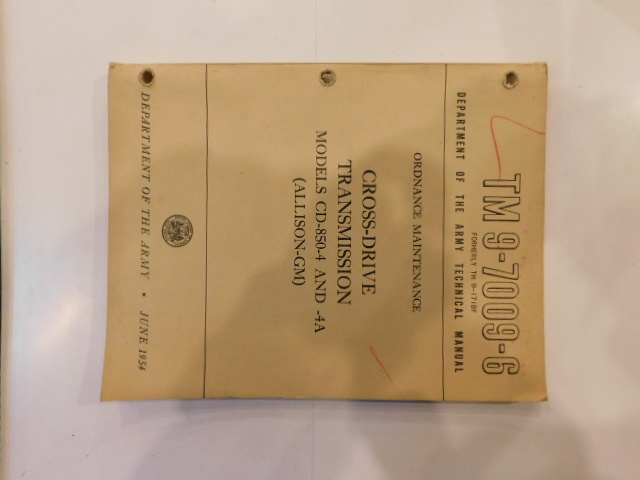 TM 9-7009-6
FORMERLY TM 9-1718F
DEPARTMENT OF THE ARMY TECHNICAL MANUAL
ORDNANCE MAINTENANCE
CROSS-DRIVE
TRANSMISSION
MODELS CD-850-4 AND -4A
(ALLISON-GM)
DEPARTMENT OF THE ARMY • JUNE 1954